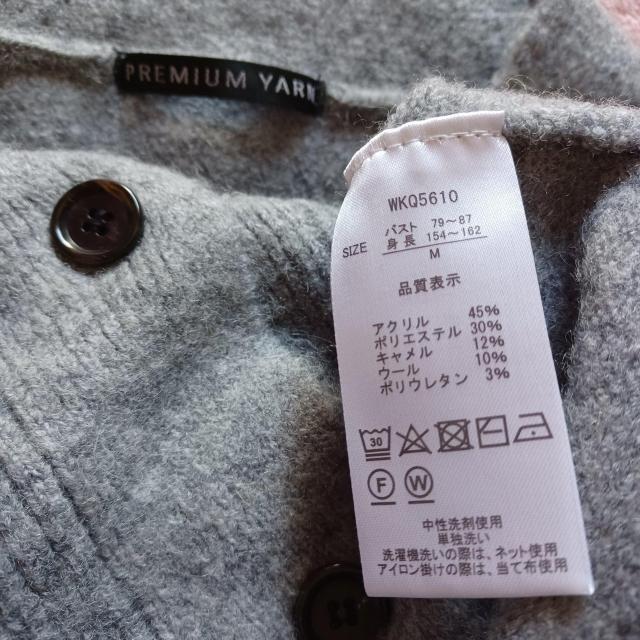 PREMIUM YARN
WKQ5610
SIZE
バスト 79～87
身長 154～162
M
品質表示
アクリル 45%
ポリエステル 30%
キャメル 12%
ウール 10%
ポリウレタン 3%
30
F W
中性洗剤使用
単独洗い
洗濯機洗いの際は、ネット使用
アイロン掛けの際は、当て布使用